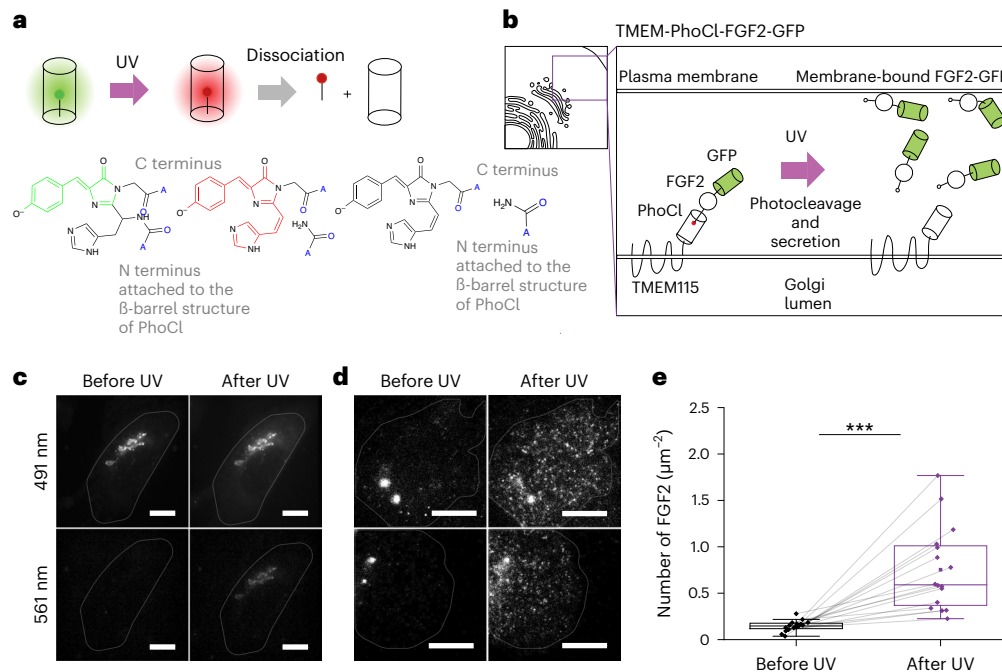 a
UV
Dissociation
+
C terminus
O
N
A
O
O⁻
N
NH
O
N
NH
A
N terminus
attached to the
ß-barrel structure
of PhoCl
O
N
A
O
O⁻
N
H₂N
O
N
NH
A
O
N
A
O
O⁻
N
N
NH
C terminus
H₂N
O
A
N terminus
attached to the
ß-barrel structure
of PhoCl
b
TMEM-PhoCl-FGF2-GFP
Plasma membrane
Membrane-bound FGF2-GFP
GFP
UV
FGF2
PhoCl
Photocleavage
and
secretion
TMEM115
Golgi
lumen
c
Before UV
After UV
491 nm
561 nm
d
Before UV
After UV
e
Number of FGF2 (µm⁻²)
2.5
2.0
1.5
1.0
0.5
0
***
Before UV
After UV